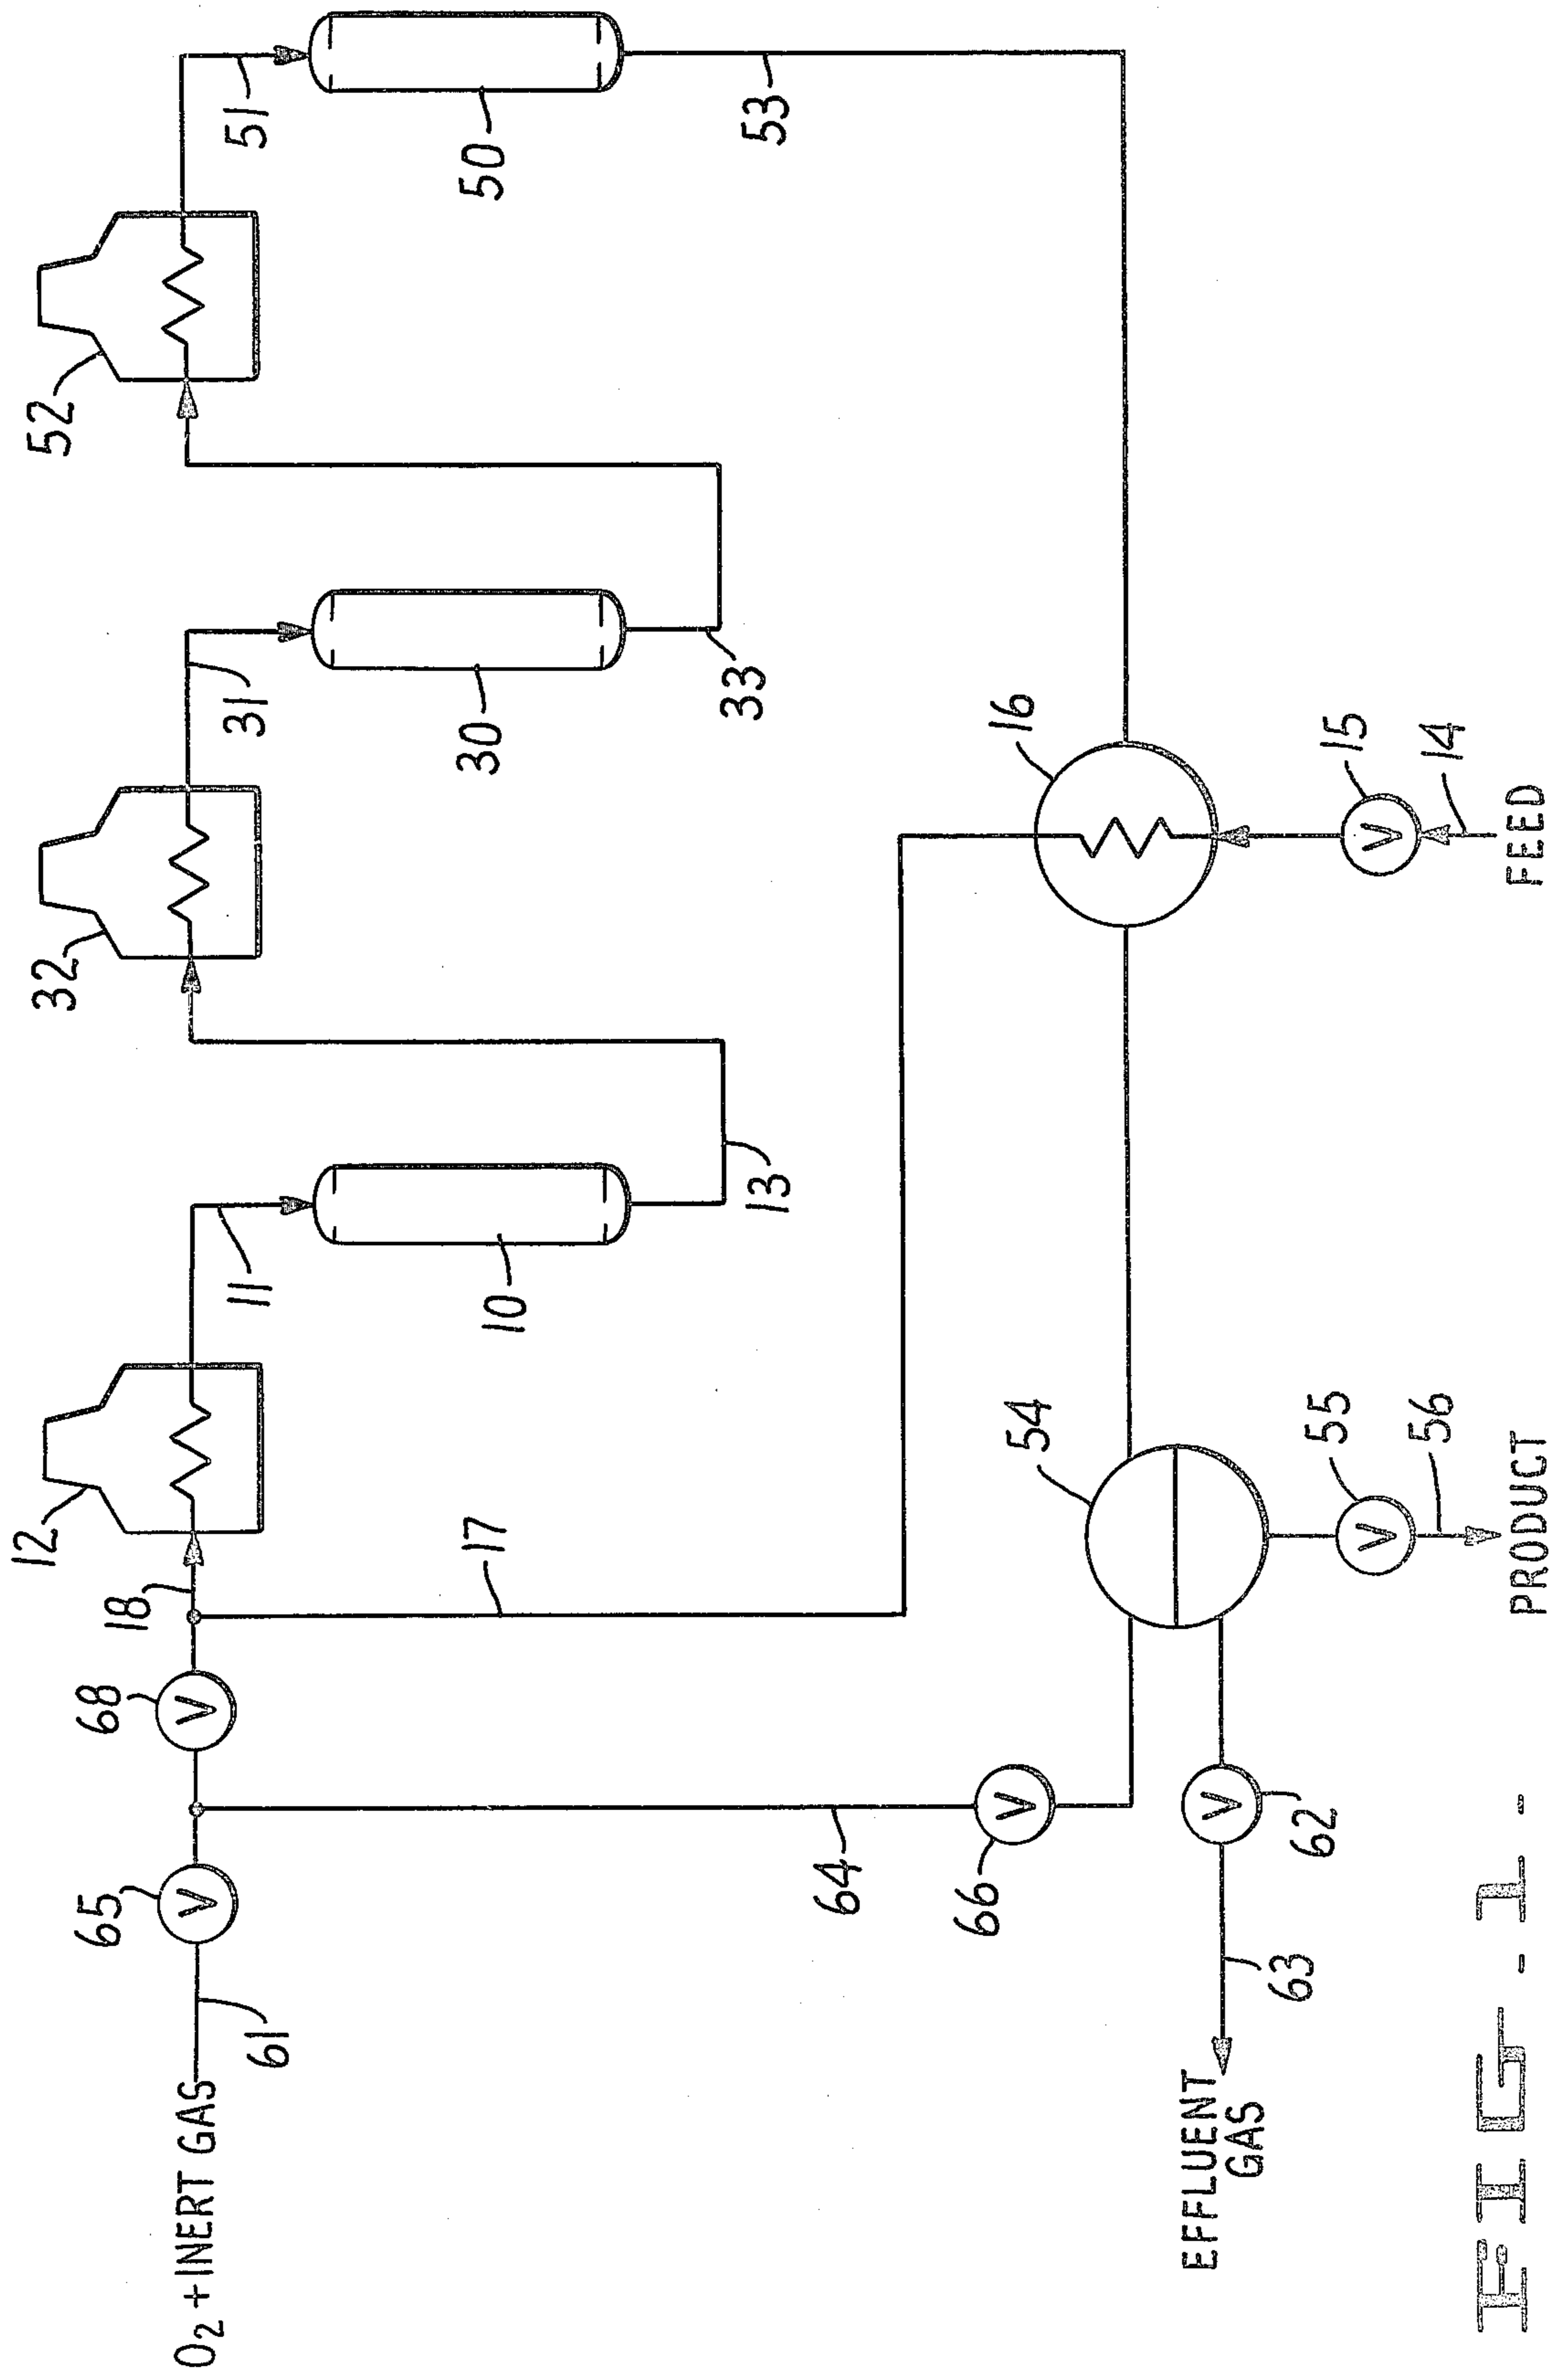 52
51
50
53
32
31
30
33
12
11
10
13
18
68
65
61
O2 + INERT GAS
17
64
66
16
15
14
FEED
54
55
56
PRODUCT
62
63
EFFLUENT
GAS
V
V
V
V
V
V
FIG-1-